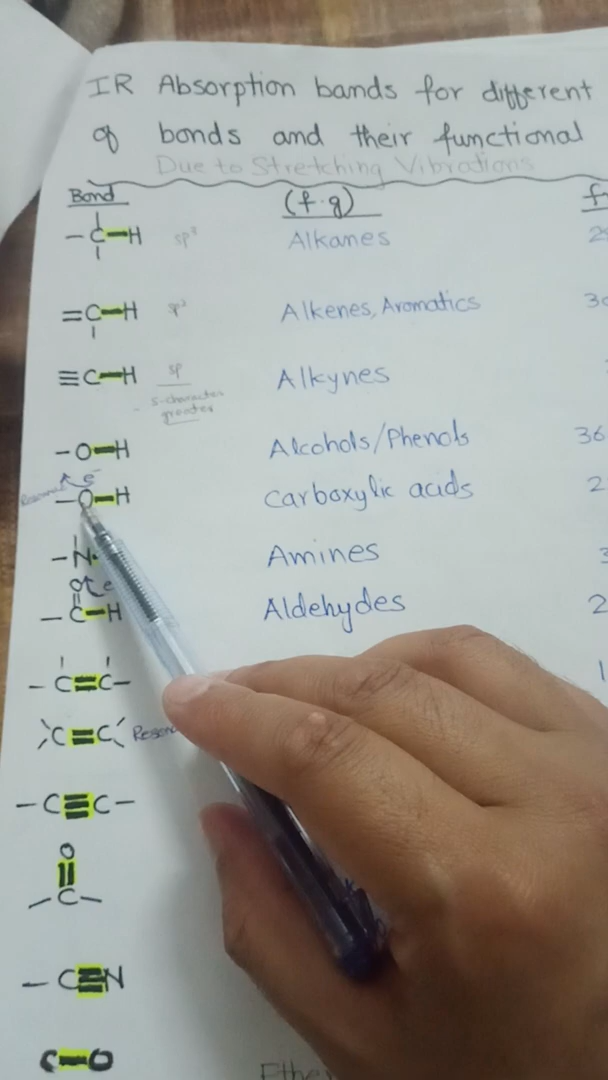 IR Absorption bands for different
of bonds and their functional
Due to Stretching Vibrations
Bond (f.g)
-C-H sp³ Alkanes
=C-H sp² Alkenes, Aromatics
≡C-H sp Alkynes
s-character
greater
-O-H Alcohols/Phenols 36
-O-H Carboxylic acids 2
-N Amines
O
-C-H Aldehydes 2
-C=C-
C=C
-C≡C-
O
-C-
-C≡N
C-O